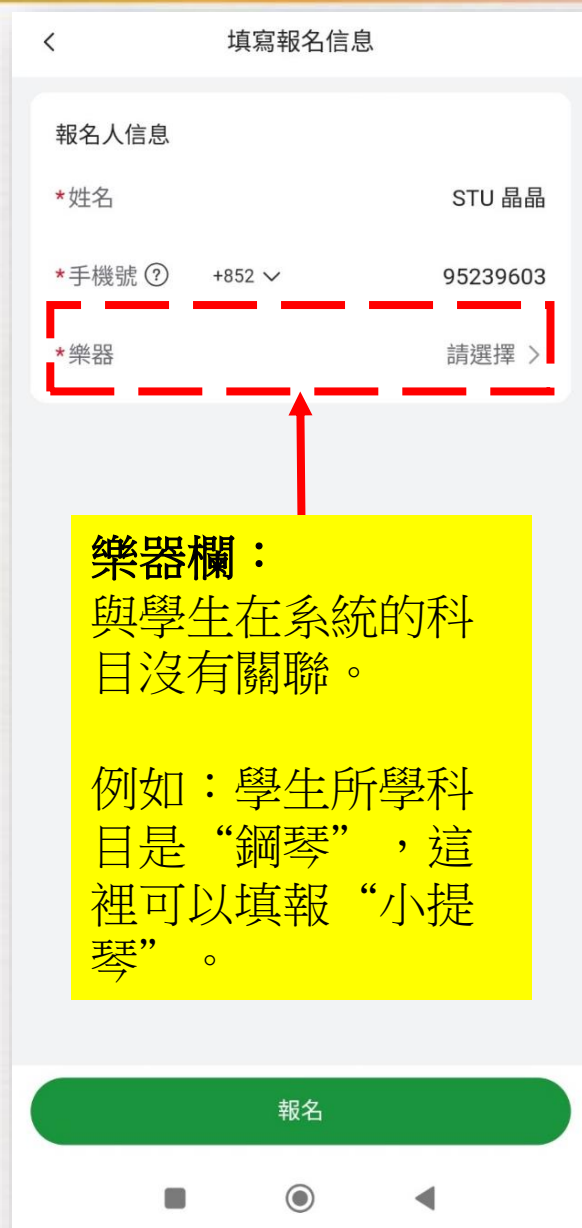 填寫報名信息
報名人信息
*姓名 STU 晶晶
*手機號 ? +852 95239603
*樂器 請選擇 >
樂器欄：
與學生在系統的科
目沒有關聯。
例如：學生所學科
目是“鋼琴”，這
裡可以填報“小提
琴”。
報名